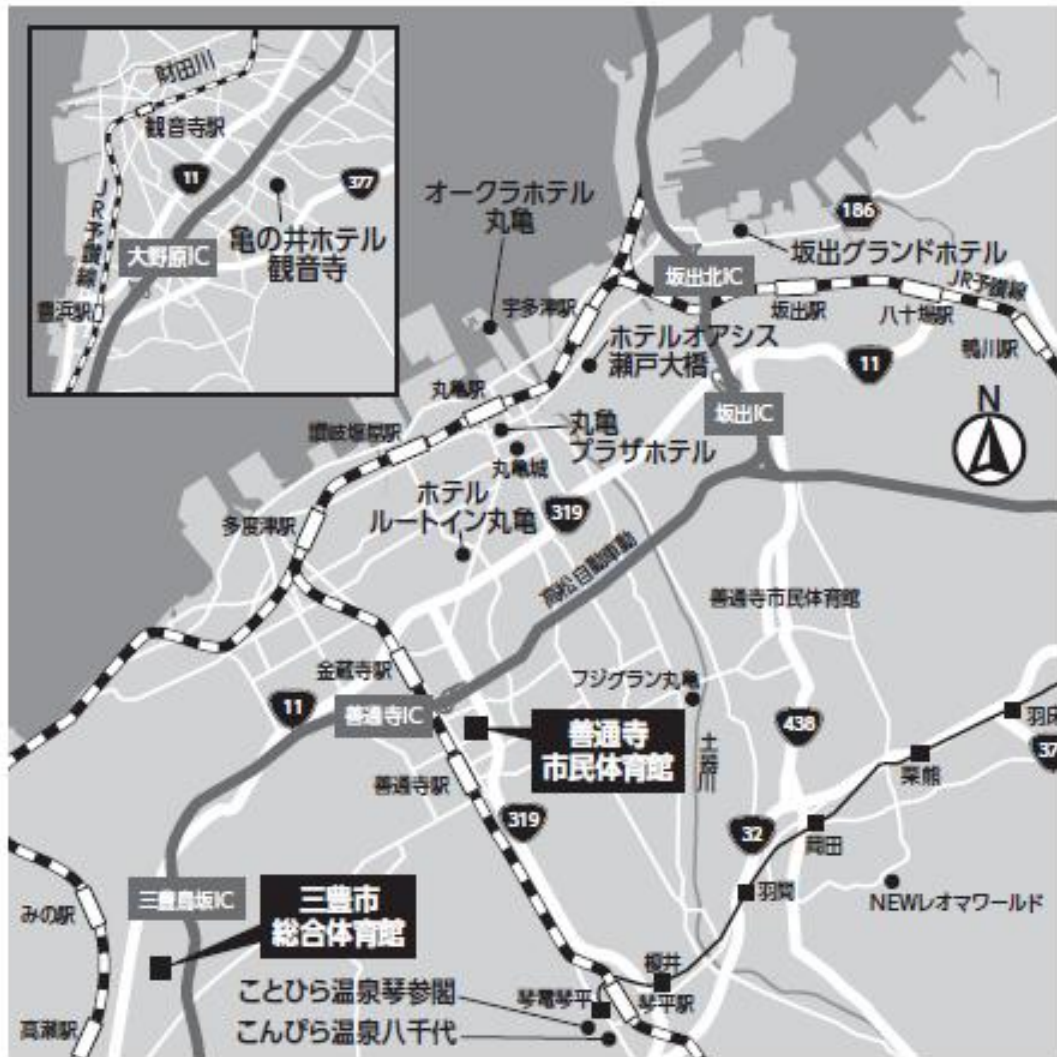 財田川
観音寺駅
11
377
JR予讃線
亀の井ホテル
観音寺
大野原IC
豊浜駅
オークラホテル
丸亀
186
坂出グランドホテル
坂出北IC
JR予讃線
宇多津駅
坂出駅
八十場駅
鴨川駅
ホテルオアシス
瀬戸大橋
11
丸亀駅
坂出IC
N
讃岐塩屋駅
丸亀
プラザホテル
丸亀城
ホテル
ルートイン丸亀
319
多度津駅
高松自動車動
善通寺市民体育館
金蔵寺駅
フジグラン丸亀
11
善通寺IC
善通寺
市民体育館
438
土器川
羽床
37
栗熊
善通寺駅
319
32
岡田
三豊鳥坂IC
三豊市
総合体育館
羽間
NEWレオマワールド
みの駅
榎井
ことひら温泉琴参閣
琴電琴平
琴平駅
高瀬駅
こんぴら温泉八千代